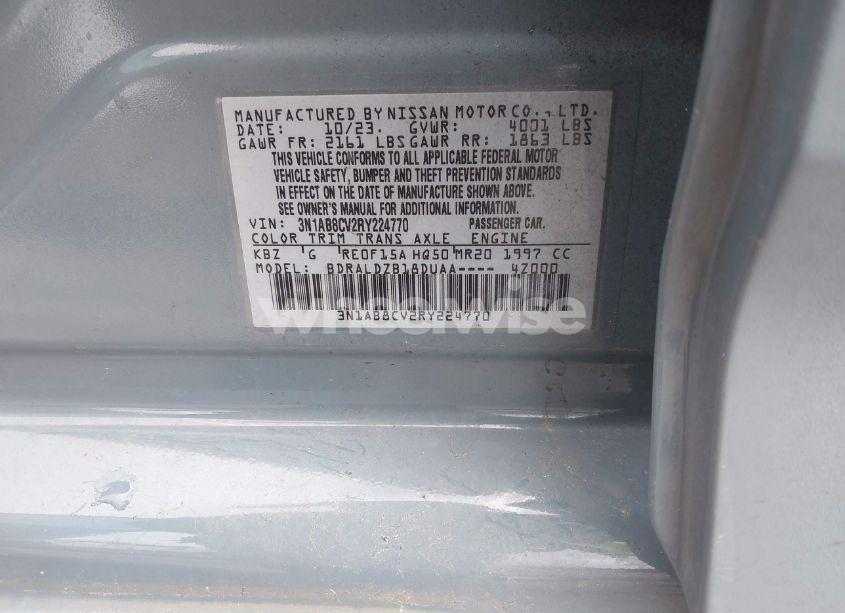 MANUFACTURED BY NISSAN MOTOR CO., LTD.
DATE: 10/23. GVWR: 4001 LBS
GAWR FR: 2161 LBS GAWR RR: 1863 LBS
THIS VEHICLE CONFORMS TO ALL APPLICABLE FEDERAL MOTOR
VEHICLE SAFETY, BUMPER AND THEFT PREVENTION STANDARDS
IN EFFECT ON THE DATE OF MANUFACTURE SHOWN ABOVE.
SEE OWNER'S MANUAL FOR ADDITIONAL INFORMATION.
VIN: 3N1AB8CV2RY224770 PASSENGER CAR.
COLOR TRIM TRANS AXLE ENGINE
KBZ G RE0F15A HQ50 MR20 1997 CC
MODEL: BDRALDZB18DUAA---- 4Z000
wheelwise
3N1AB8CV2RY224770